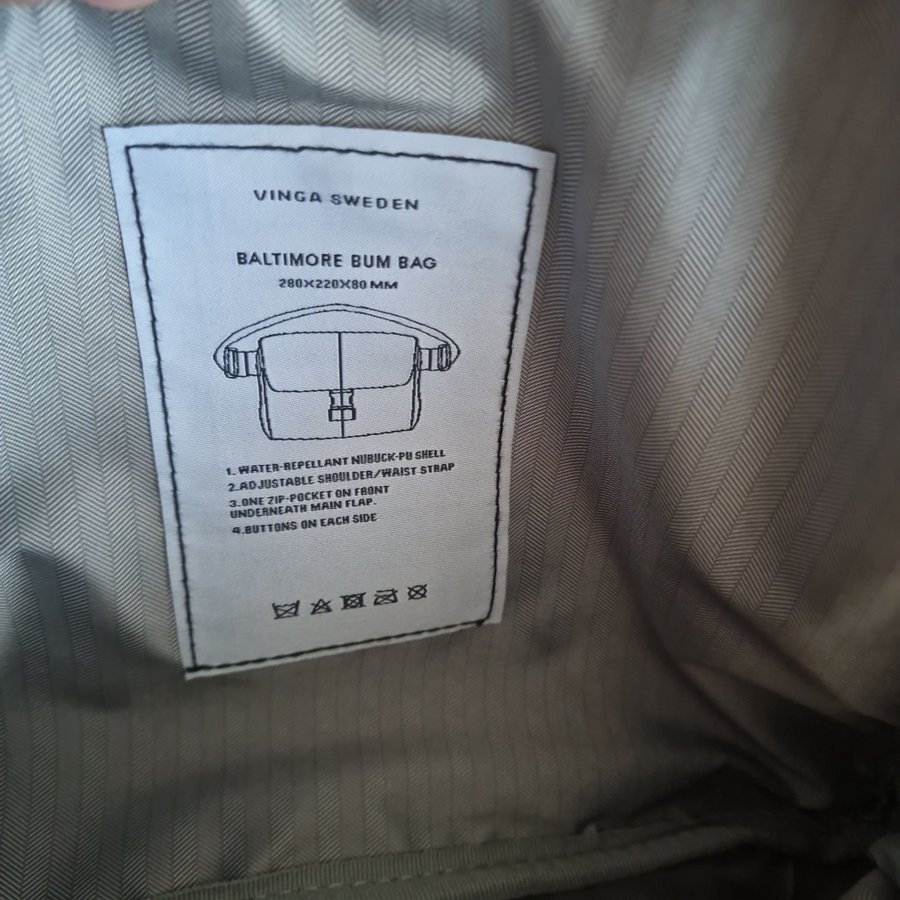 VINGA SWEDEN
BALTIMORE BUM BAG
280X220X80 MM
1. WATER-REPELLANT NUBUCK-PU SHELL
2.ADJUSTABLE SHOULDER/WAIST STRAP
3.ONE ZIP-POCKET ON FRONT
UNDERNEATH MAIN FLAP.
4.BUTTONS ON EACH SIDE